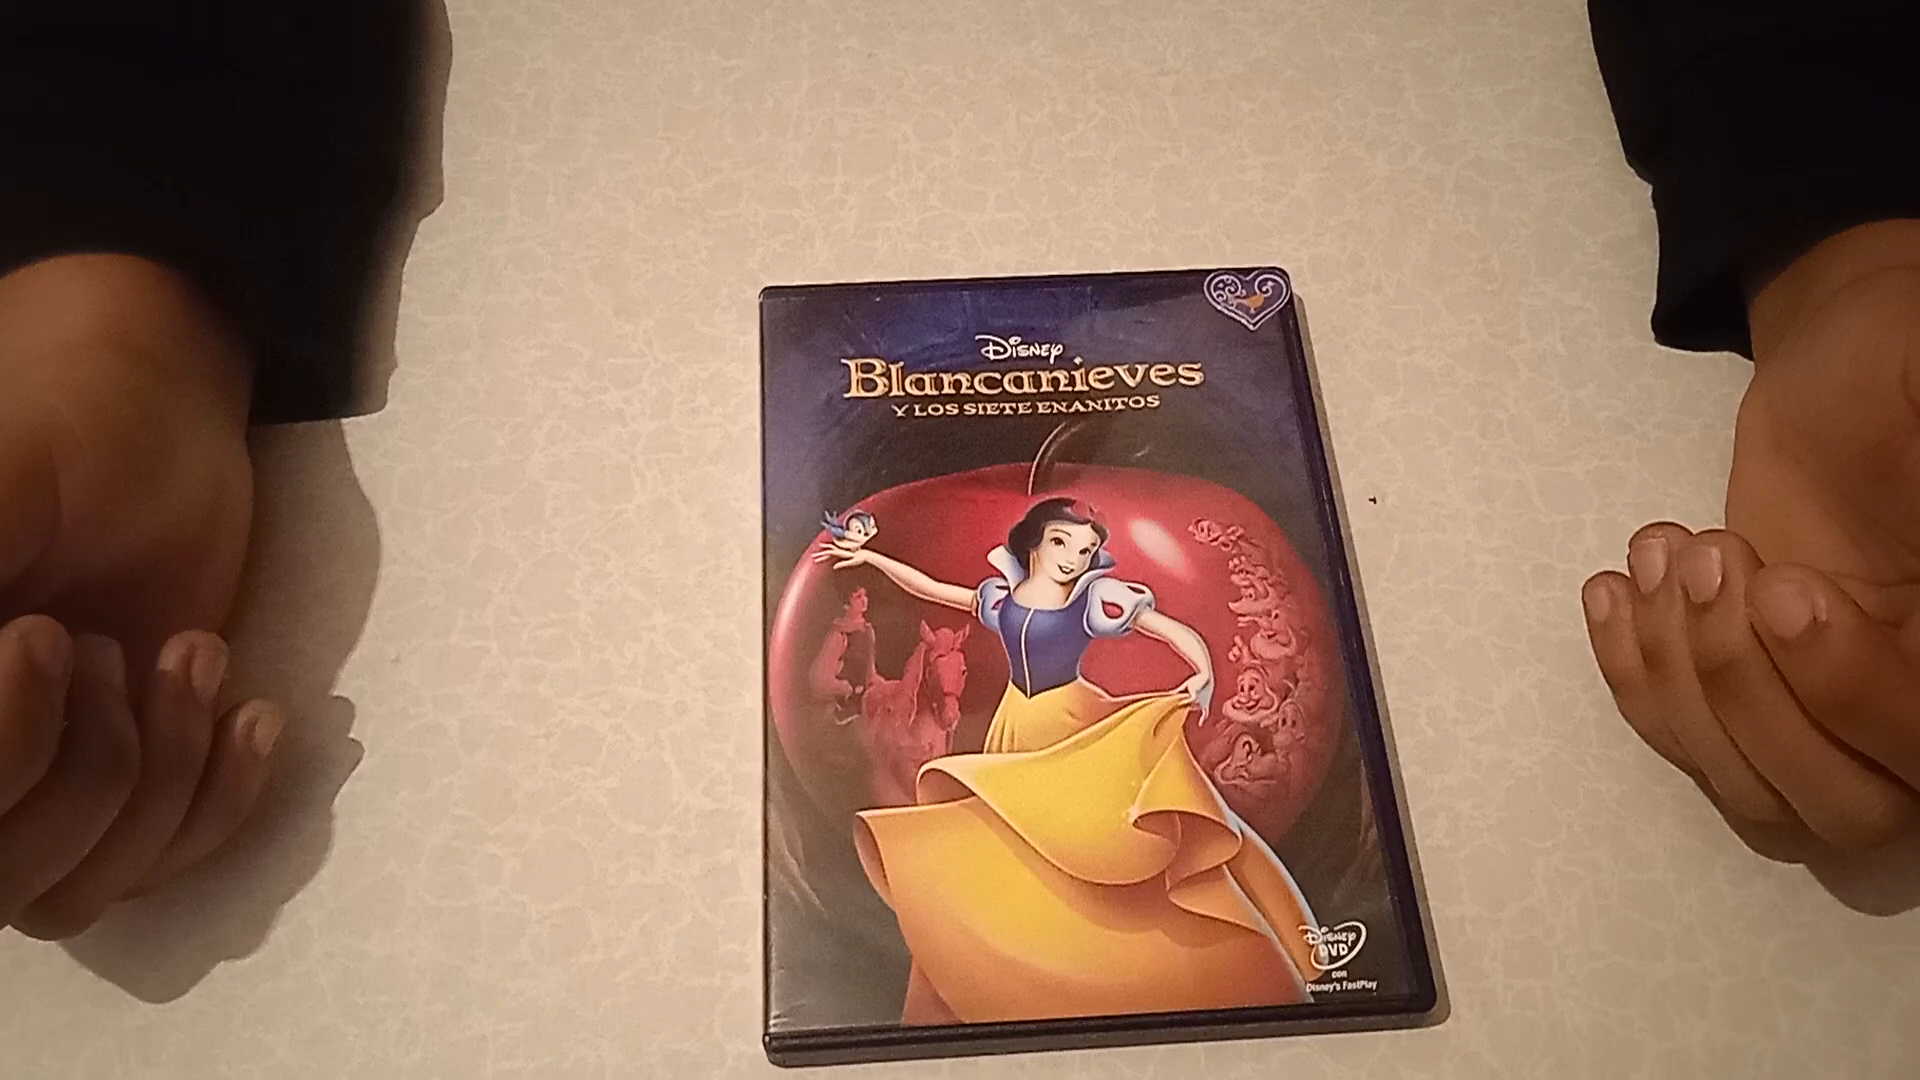 Disney
Blancanieves
Y LOS SIETE ENANITOS
Disney
DVD
con
Disney's FastPlay